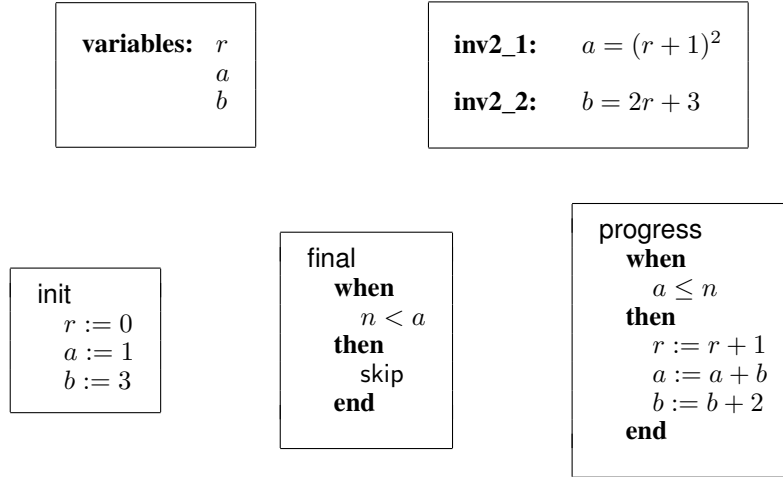 variables: r
a
b
inv2_1: a = (r + 1)²
inv2_2: b = 2r + 3
init
r := 0
a := 1
b := 3
final
when
n < a
then
skip
end
progress
when
a ≤ n
then
r := r + 1
a := a + b
b := b + 2
end